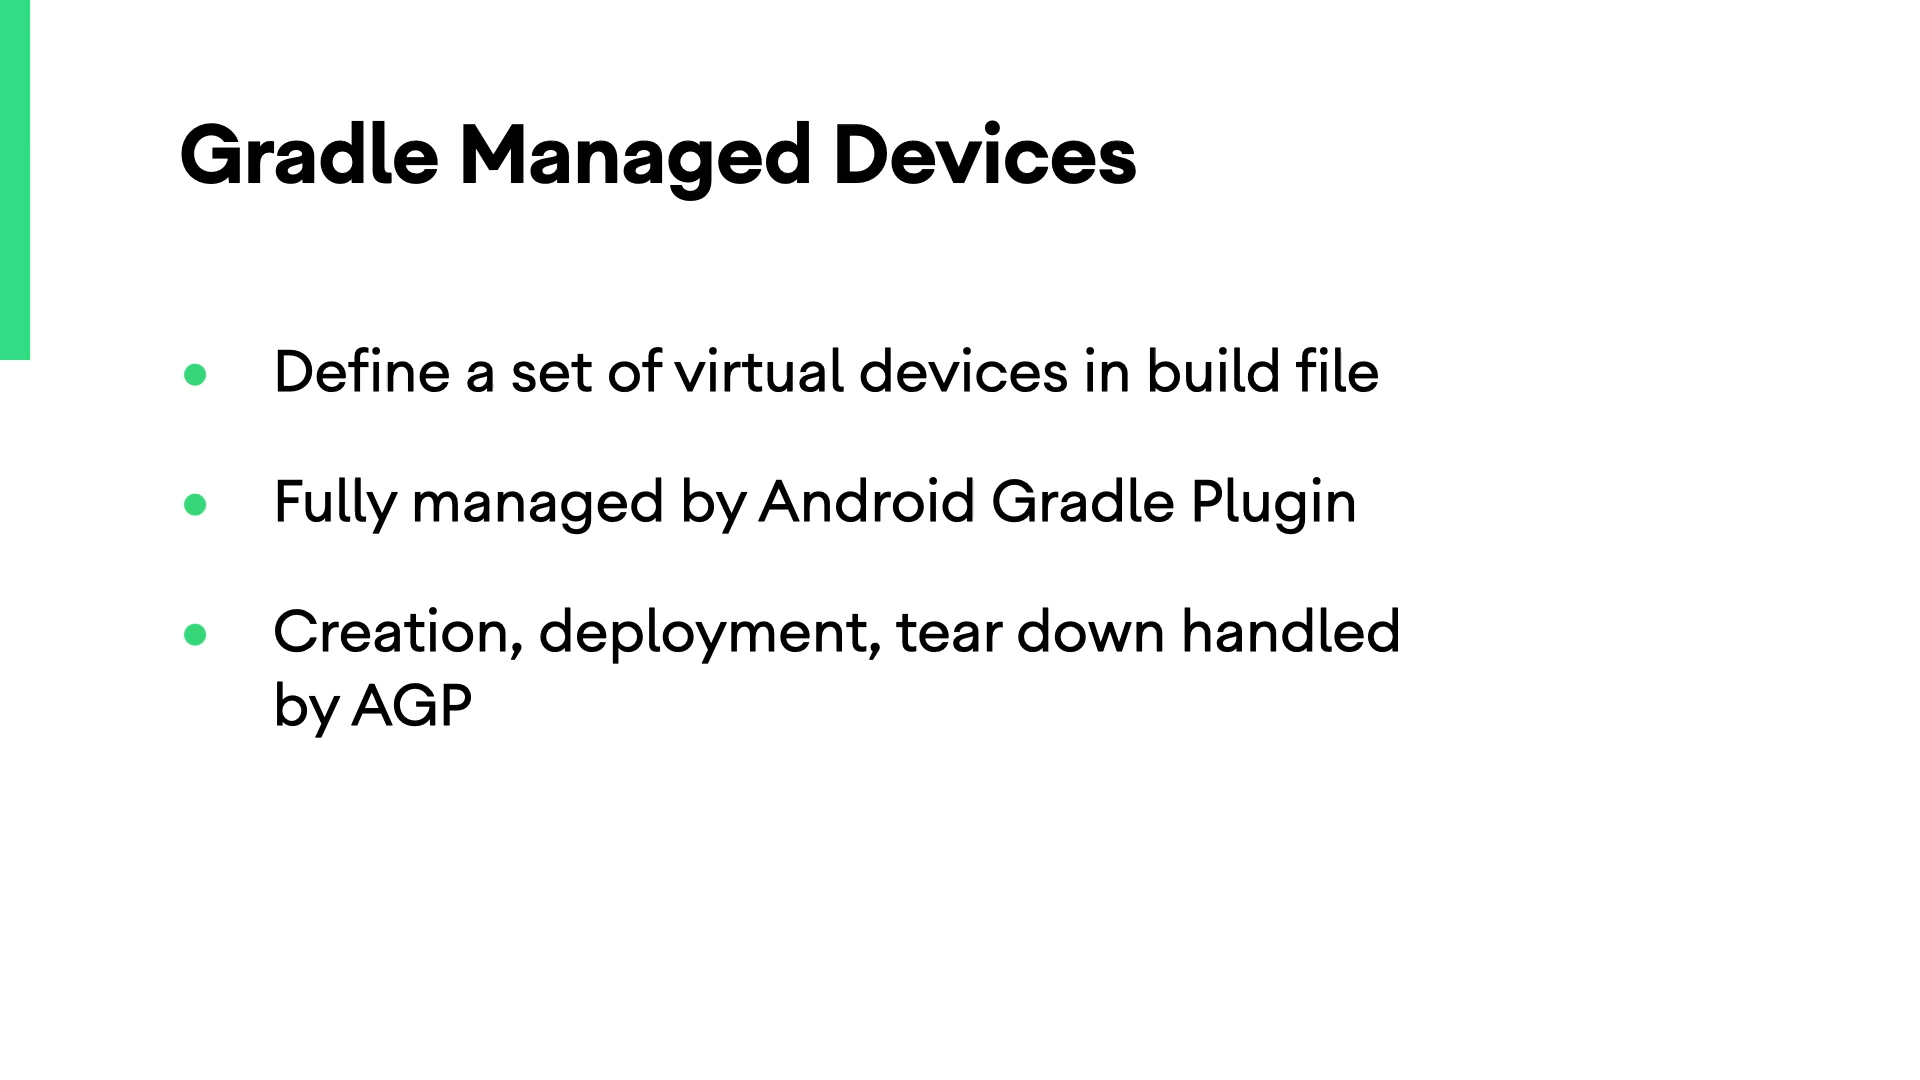 Gradle Managed Devices
Define a set of virtual devices in build file
Fully managed by Android Gradle Plugin
Creation, deployment, tear down handled
by AGP